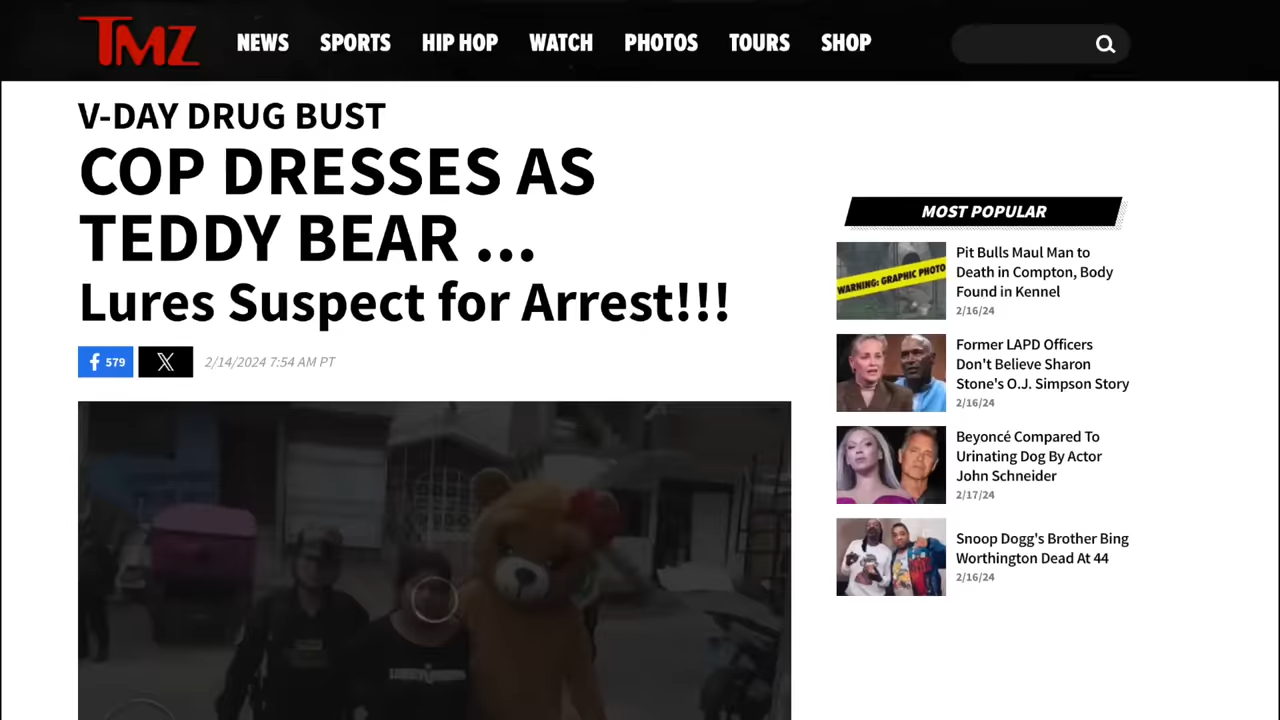 TMZ
NEWS SPORTS HIP HOP WATCH PHOTOS TOURS SHOP
V-DAY DRUG BUST
COP DRESSES AS
TEDDY BEAR ...
Lures Suspect for Arrest!!!
579
2/14/2024 7:54 AM PT
MOST POPULAR
WARNING: GRAPHIC PHOTO
Pit Bulls Maul Man to
Death in Compton, Body
Found in Kennel
2/16/24
Former LAPD Officers
Don't Believe Sharon
Stone's O.J. Simpson Story
2/16/24
Beyoncé Compared To
Urinating Dog By Actor
John Schneider
2/17/24
Snoop Dogg's Brother Bing
Worthington Dead At 44
2/16/24